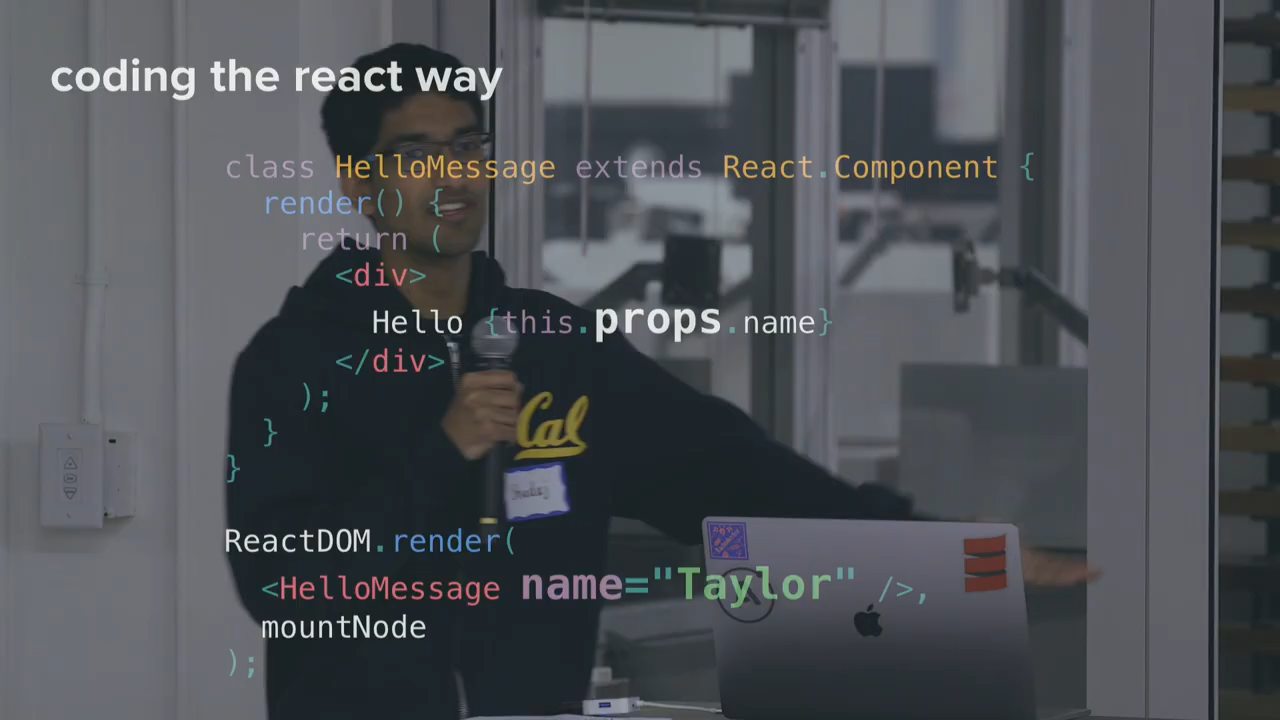 coding the react way
class HelloMessage extends React.Component {
render() {
return (
<div>
Hello {this.props.name}
</div>
);
}
}
Cal
ReactDOM.render(
<HelloMessage name="Taylor" />,
mountNode
);